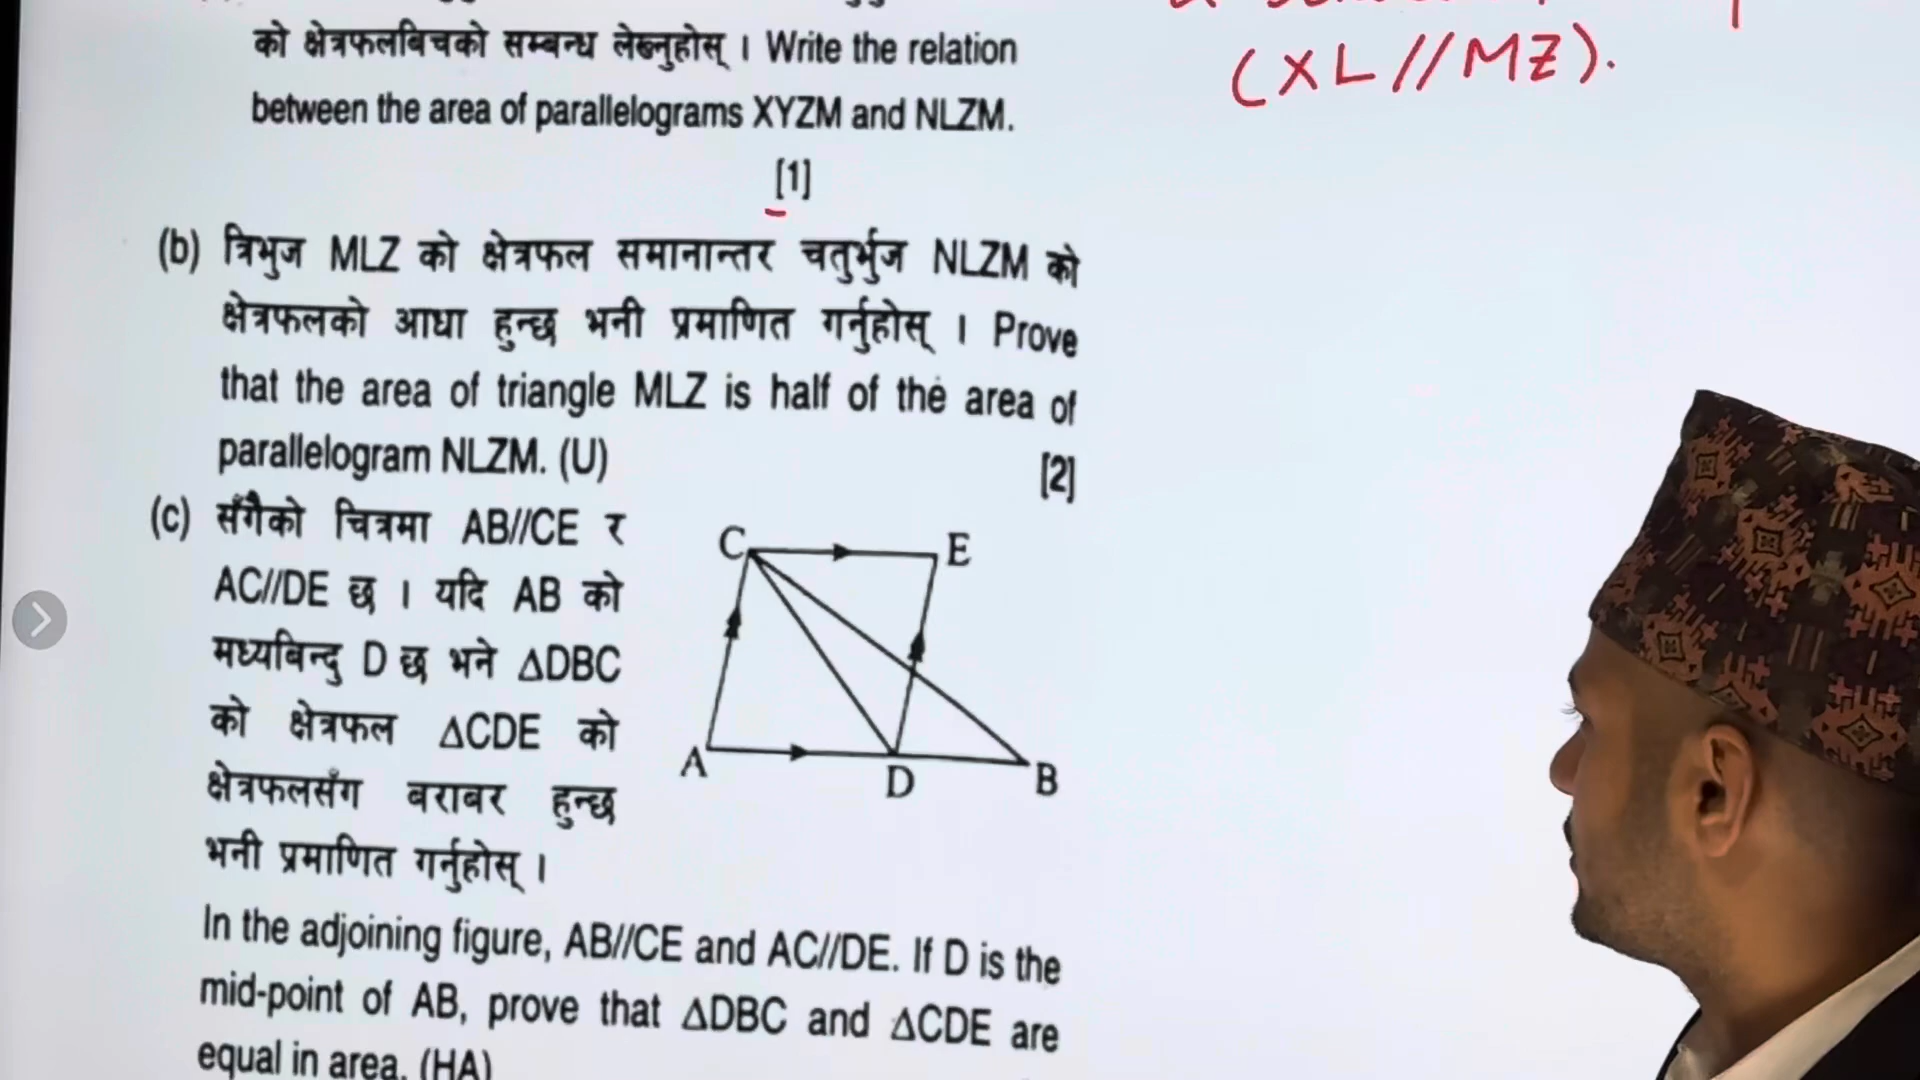 को क्षेत्रफलबिचको सम्बन्ध लेख्नुहोस् । Write the relation
(XL//MZ).
between the area of parallelograms XYZM and NLZM.
[1]
(b) त्रिभुज MLZ को क्षेत्रफल समानान्तर चतुर्भुज NLZM को
क्षेत्रफलको आधा हुन्छ भनी प्रमाणित गर्नुहोस् । Prove
that the area of triangle MLZ is half of the area of
parallelogram NLZM. (U) [2]
(c) सँगैको चित्रमा AB//CE र
AC//DE छ । यदि AB को
मध्यबिन्दु D छ भने ΔDBC
को क्षेत्रफल ΔCDE को
क्षेत्रफलसँग बराबर हुन्छ
भनी प्रमाणित गर्नुहोस् ।
C E
A D B
In the adjoining figure, AB//CE and AC//DE. If D is the
mid-point of AB, prove that ΔDBC and ΔCDE are
equal in area. (HA)